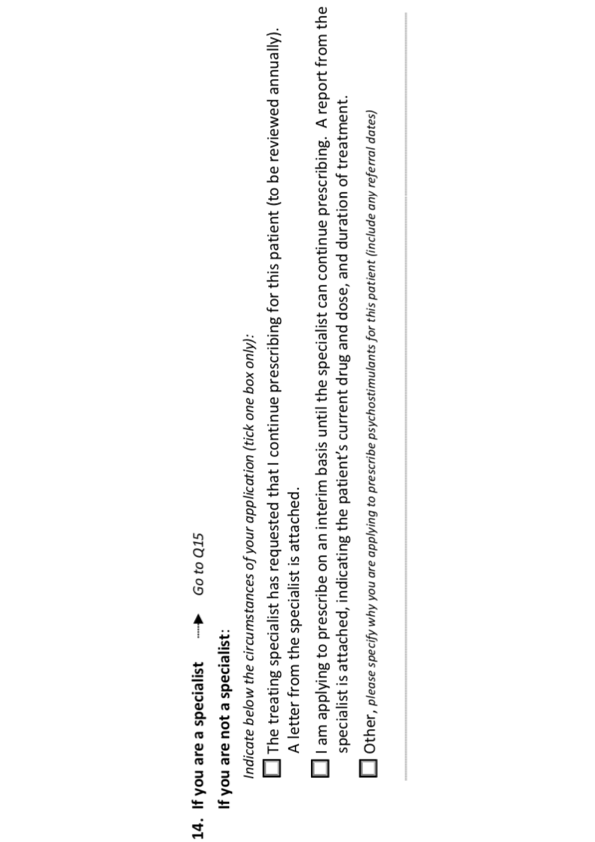 14. If you are a specialist ┈▶ Go to Q15
If you are not a specialist:
Indicate below the circumstances of your application (tick one box only):
☐ The treating specialist has requested that I continue prescribing for this patient (to be reviewed annually).
A letter from the specialist is attached.
☐ I am applying to prescribe on an interim basis until the specialist can continue prescribing. A report from the
specialist is attached, indicating the patient’s current drug and dose, and duration of treatment.
☐ Other, please specify why you are applying to prescribe psychostimulants for this patient (include any referral dates)